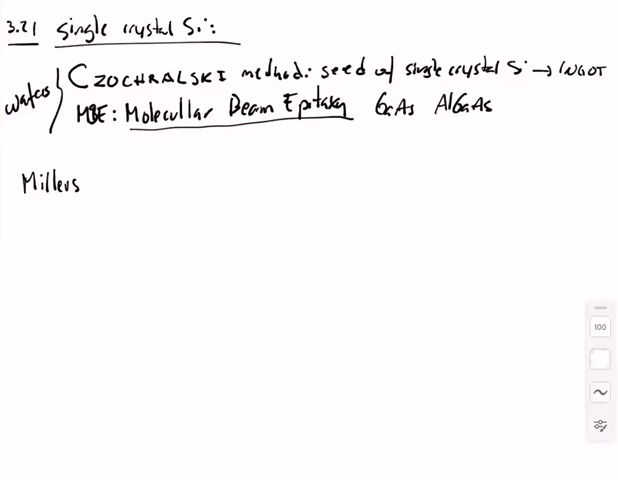 3.21 Single crystal Si:
wafers
CZOCHRALSKI method: seed of single crystal Si → INGOT
MBE: Molecullar Beam Epitaxy GaAs AlGaAs
Millers
100